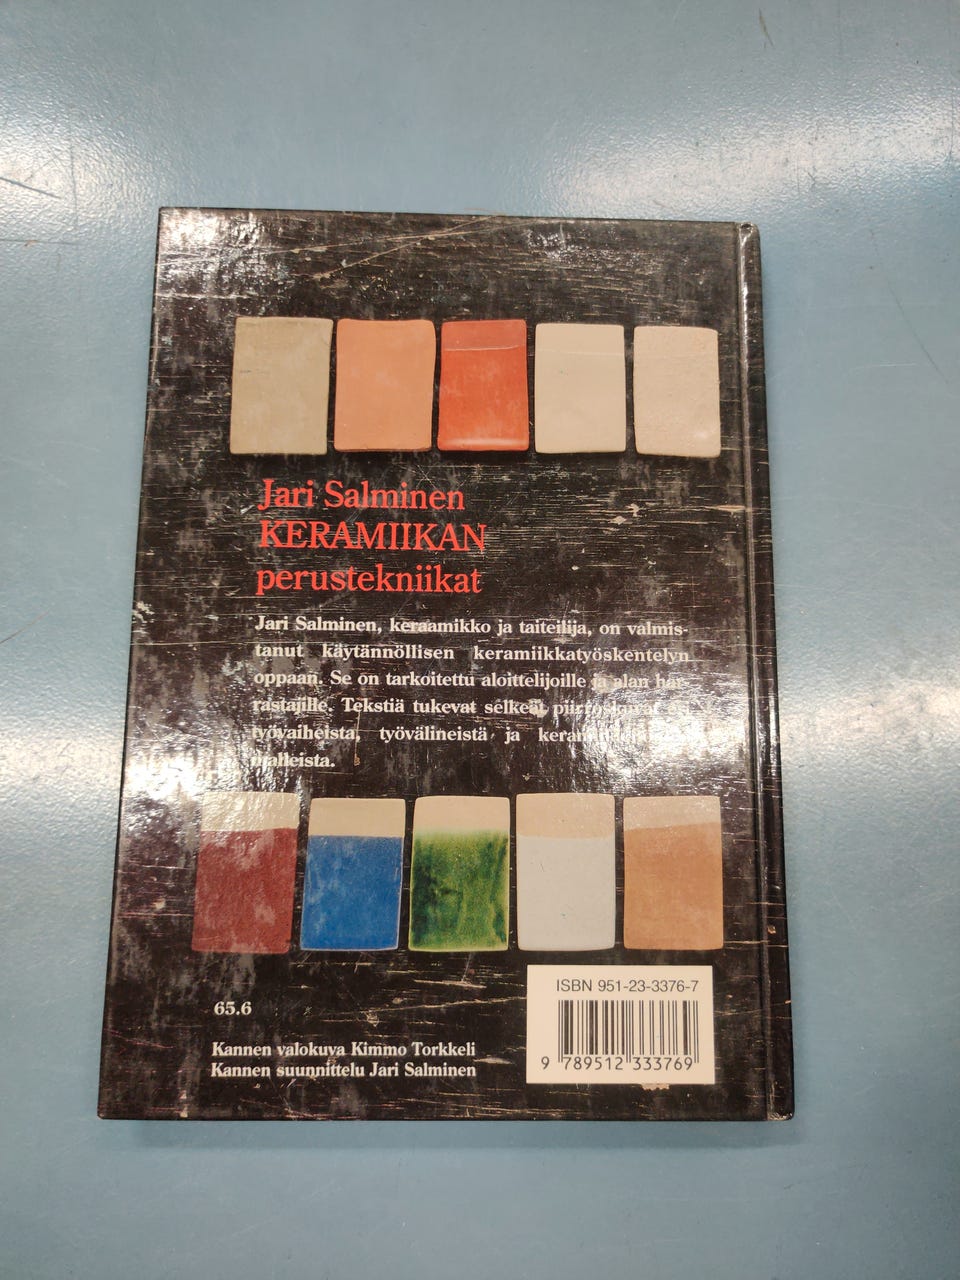 Jari Salminen
KERAMIIKAN
perustekniikat
Jari Salminen, keraamikko ja taiteilija, on valmis-
tanut käytännöllisen keramiikkatyöskentelyn
oppaan. Se on tarkoitettu aloittelijoille ja alan har-
rastajille. Tekstiä tukevat selkeät piirroskuvat
työvaiheista, työvälineistä ja
malleista.
65.6
Kannen valokuva Kimmo Torkkeli
Kannen suunnittelu Jari Salminen
ISBN 951-23-3376-7
9 789512 333769